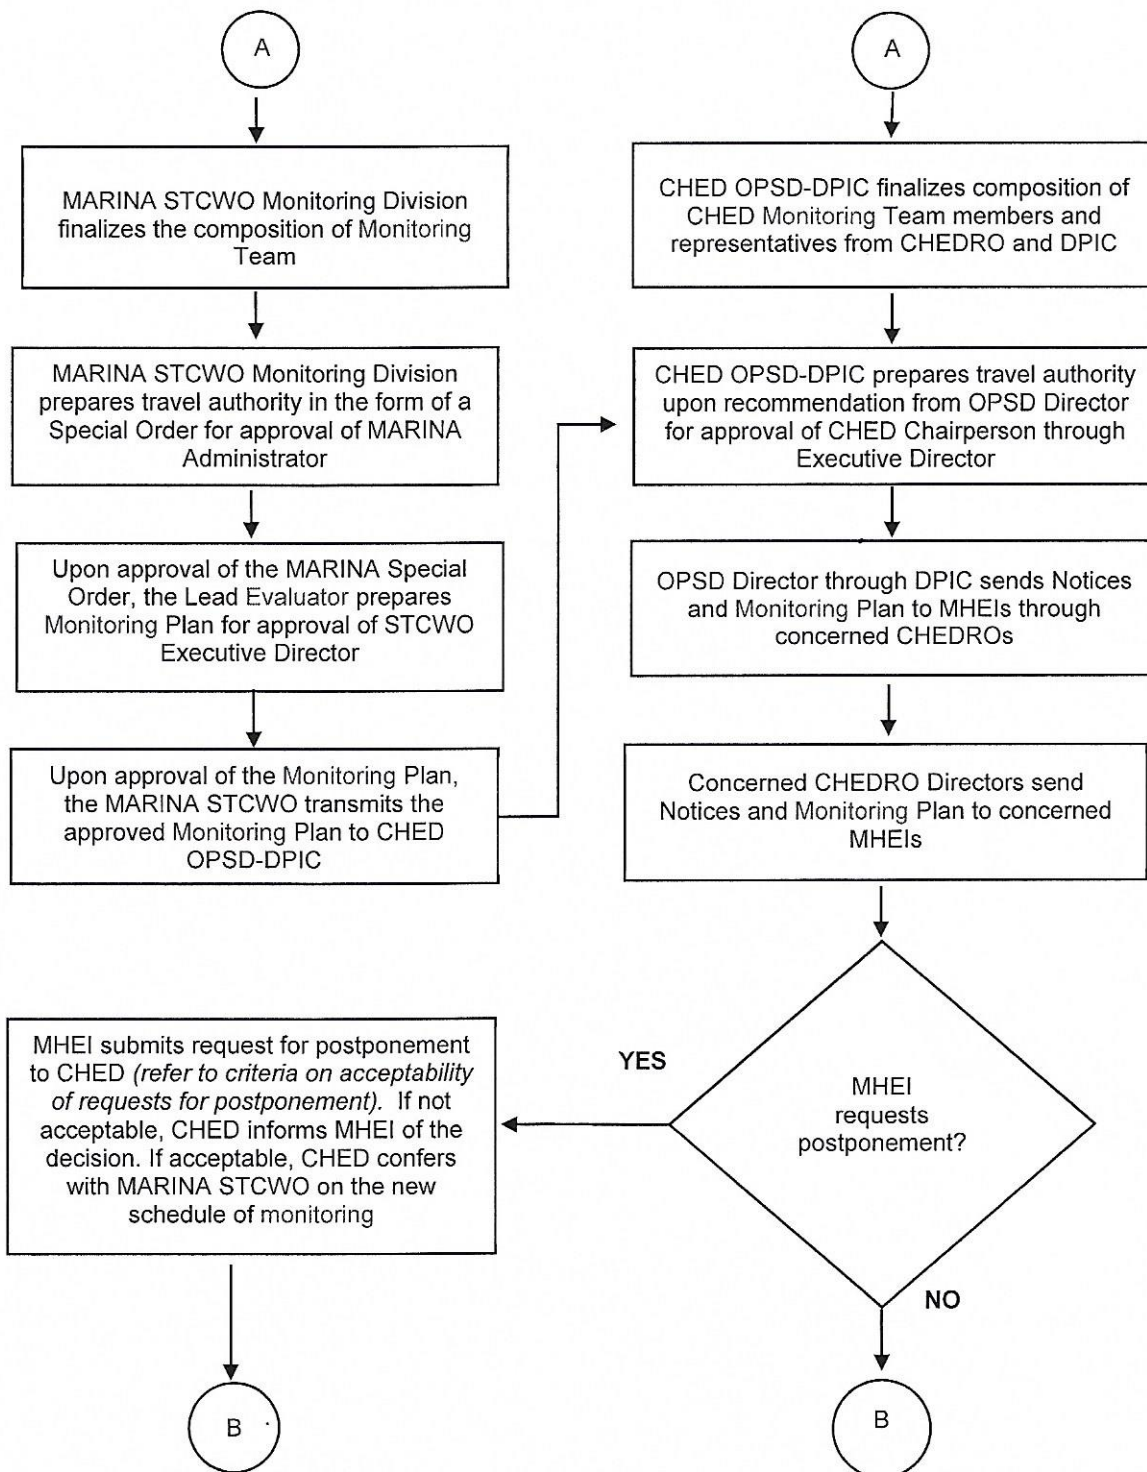 A
MARINA STCWO Monitoring Division
finalizes the composition of Monitoring
Team
MARINA STCWO Monitoring Division
prepares travel authority in the form of a
Special Order for approval of MARINA
Administrator
Upon approval of the MARINA Special
Order, the Lead Evaluator prepares
Monitoring Plan for approval of STCWO
Executive Director
Upon approval of the Monitoring Plan,
the MARINA STCWO transmits the
approved Monitoring Plan to CHED
OPSD-DPIC
A
CHED OPSD-DPIC finalizes composition of
CHED Monitoring Team members and
representatives from CHEDRO and DPIC
CHED OPSD-DPIC prepares travel authority
upon recommendation from OPSD Director
for approval of CHED Chairperson through
Executive Director
OPSD Director through DPIC sends Notices
and Monitoring Plan to MHEIs through
concerned CHEDROs
Concerned CHEDRO Directors send
Notices and Monitoring Plan to concerned
MHEIs
MHEI
requests
postponement?
YES
MHEI submits request for postponement
to CHED (refer to criteria on acceptability
of requests for postponement). If not
acceptable, CHED informs MHEI of the
decision. If acceptable, CHED confers
with MARINA STCWO on the new
schedule of monitoring
B
NO
B